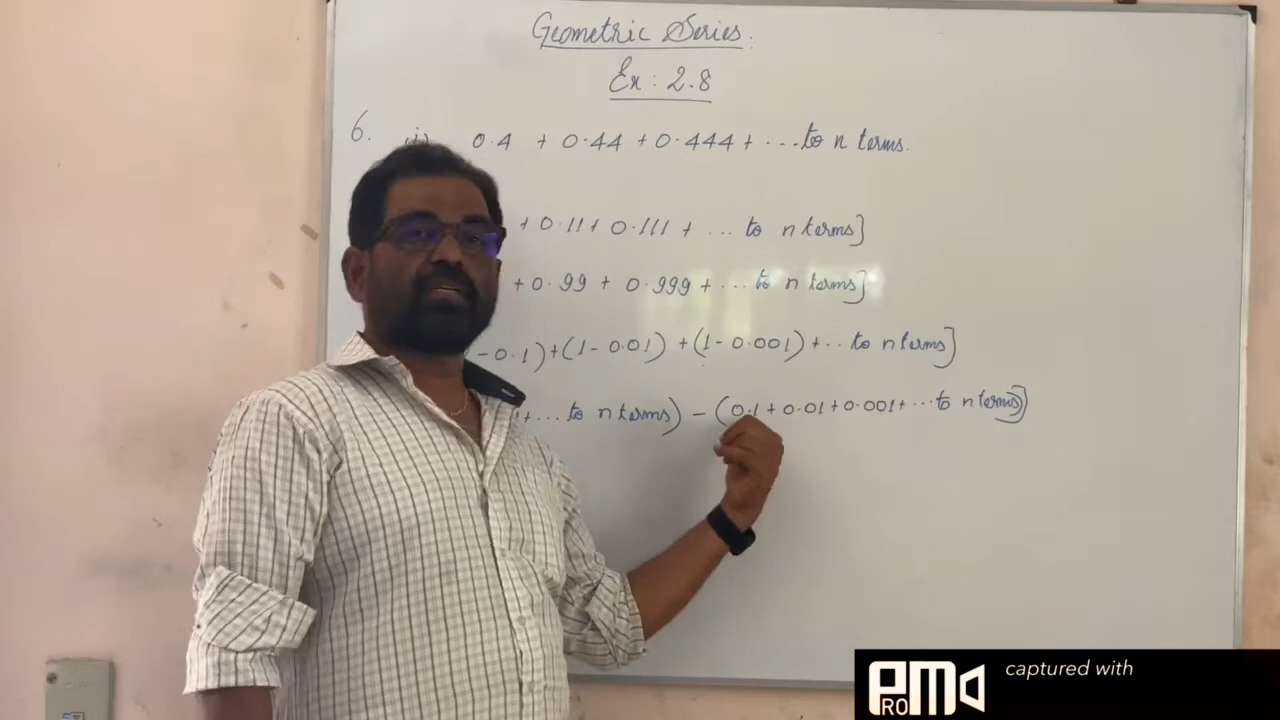 Geometric Series.
Ex : 2.8
6. (i) 0.4 + 0.44 + 0.444 + ... to n terms.
+ 0.11 + 0.111 + ... to n terms]
+ 0.99 + 0.999 + ... to n terms]
- 0.1) + (1 - 0.01) + (1 - 0.001) + .. to n terms]
1 + ... to n terms) - (0.1 + 0.01 + 0.001 + ... to n terms)]
captured with
PRO